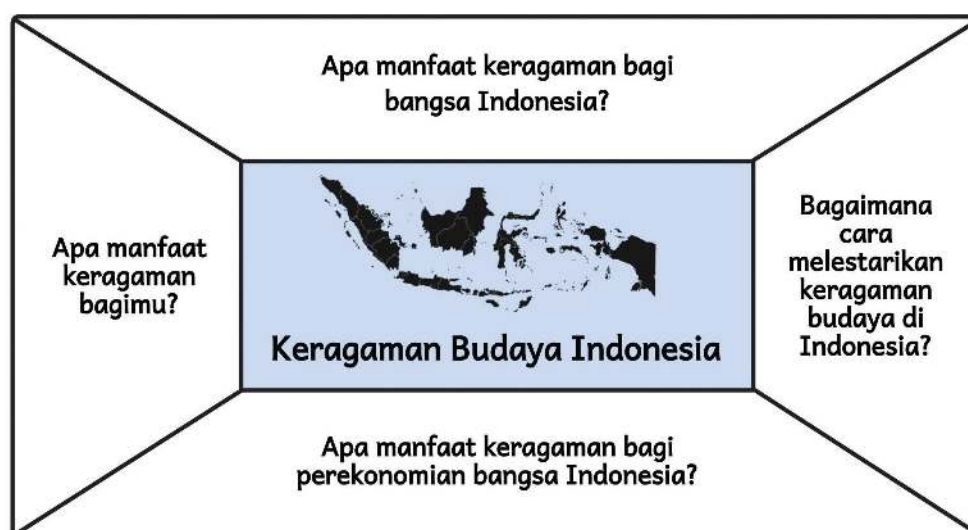 Apa manfaat keragaman bagi
bangsa Indonesia?
Apa manfaat
keragaman
bagimu?
Keragaman Budaya Indonesia
Bagaimana
cara
melestarikan
keragaman
budaya di
Indonesia?
Apa manfaat keragaman bagi
perekonomian bangsa Indonesia?